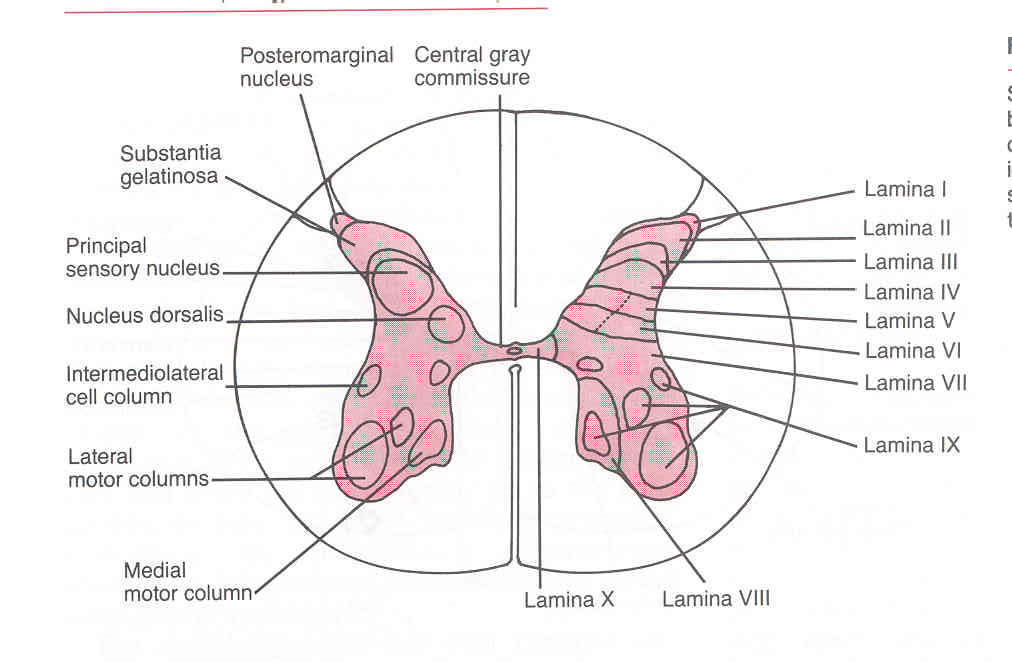 Posteromarginal
nucleus
Central gray
commissure
Substantia
gelatinosa
Principal
sensory nucleus
Nucleus dorsalis
Intermediolateral
cell column
Lateral
motor columns
Medial
motor column
Lamina I
Lamina II
Lamina III
Lamina IV
Lamina V
Lamina VI
Lamina VII
Lamina IX
Lamina X
Lamina VIII